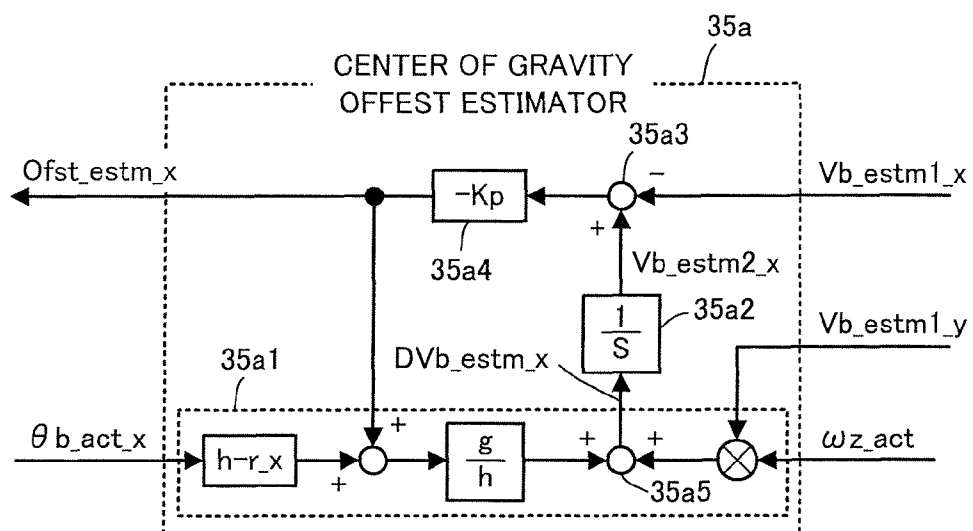 35a
CENTER OF GRAVITY
OFFEST ESTIMATOR
35a3
Ofst_estm_x
−
Vb_estm1_x
-Kp
+
35a4
Vb_estm2_x
1
S
35a2
Vb_estm1_y
35a1
DVb_estm_x
θb_act_x
h-r_x
+
+
g
h
+
+
35a5
ωz_act